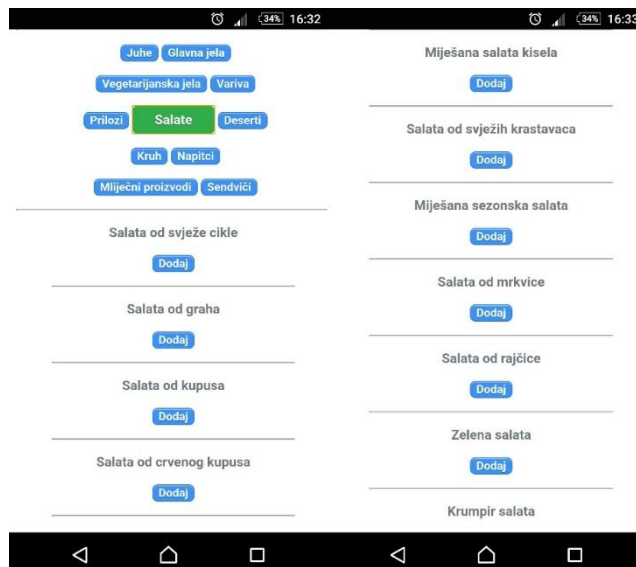 34% 16:32
Juhe Glavna jela
Vegetarijanska jela Variva
Prilozi Salate Deserti
Kruh Napitci
Mliječni proizvodi Sendviči
Salata od svježe cikle
Dodaj
Salata od graha
Dodaj
Salata od kupusa
Dodaj
Salata od crvenog kupusa
Dodaj
34% 16:33
Miješana salata kisela
Dodaj
Salata od svježih krastavaca
Dodaj
Miješana sezonska salata
Dodaj
Salata od mrkvice
Dodaj
Salata od rajčice
Dodaj
Zelena salata
Dodaj
Krumpir salata